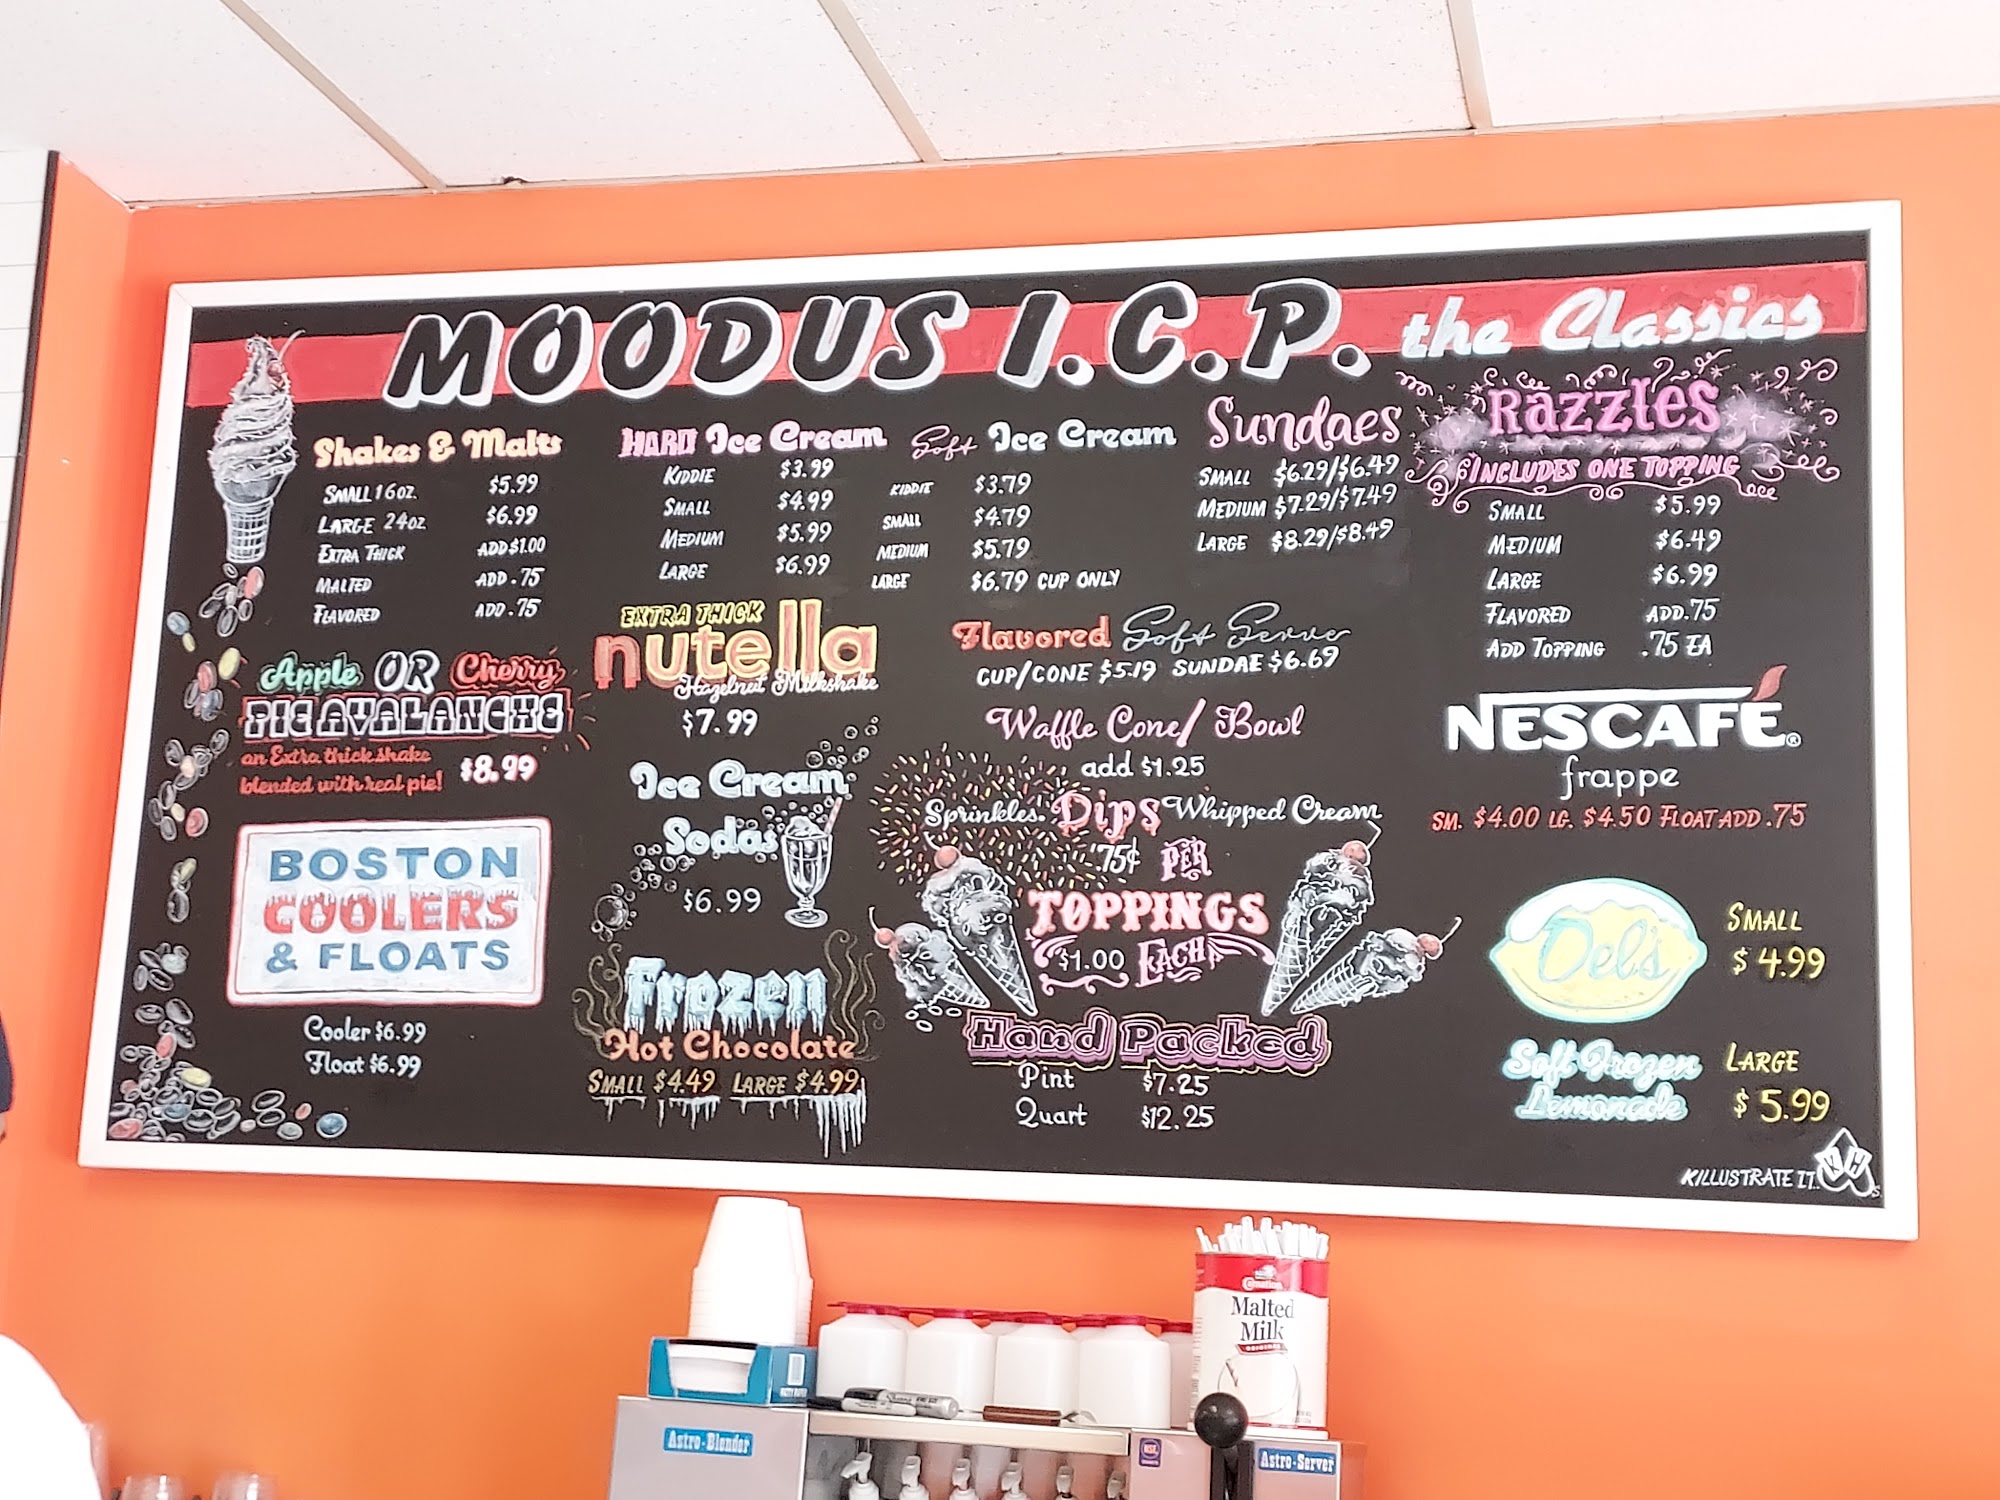 MOODUS I.C.P. the Classics
Shakes & Malts
SMALL 16oz. $5.99
LARGE 24oz $6.99
EXTRA THICK ADD $1.00
MALTED ADD .75
FLAVORED ADD .75
Apple OR Cherry
PIE AVALANCHE
an Extra thick shake
blended with real pie! $8.99
BOSTON
COOLERS
& FLOATS
Cooler $6.99
Float $6.99
HARD Ice Cream
KIDDIE $3.99
SMALL $4.99
MEDIUM $5.99
LARGE $6.99
EXTRA THICK
nutella
Hazelnut Milkshake
$7.99
Ice Cream
Sodas
$6.99
Frozen
Hot Chocolate
SMALL $4.49 LARGE $4.99
Soft Ice Cream
KIDDIE $3.79
SMALL $4.79
MEDIUM $5.79
LARGE $6.79 CUP ONLY
Sundaes
SMALL $6.29/$6.49
MEDIUM $7.29/$7.49
LARGE $8.29/$8.49
Flavored Soft Serve
CUP/CONE $5.19 SUNDAE $6.69
Waffle Cone/ Bowl
add $1.25
Sprinkles. Dips Whipped Cream
75¢ PER
TOPPINGS
$1.00 EACH
Hand Packed
Pint $7.25
Quart $12.25
RAZZLES
INCLUDES ONE TOPPING
SMALL $5.99
MEDIUM $6.49
LARGE $6.99
FLAVORED ADD.75
ADD TOPPING .75 EA
NESCAFÉ®
frappe
SM. $4.00 LG. $4.50 FLOAT ADD .75
Del's
SMALL
$ 4.99
Soft Frozen
Lemonade
LARGE
$ 5.99
KILLUSTRATE IT..
KH
Carnation
Malted
Milk
ORIGINAL
Astro-Blender
NSF
Astro-Server